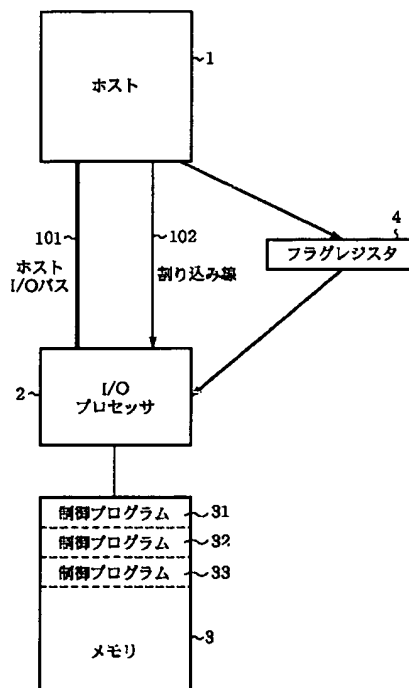 1
ホスト
4
101
102
フラグレジスタ
ホスト
I/Oバス
割り込み線
2
I/O
プロセッサ
制御プログラム
31
制御プログラム
32
制御プログラム
33
メモリ
3